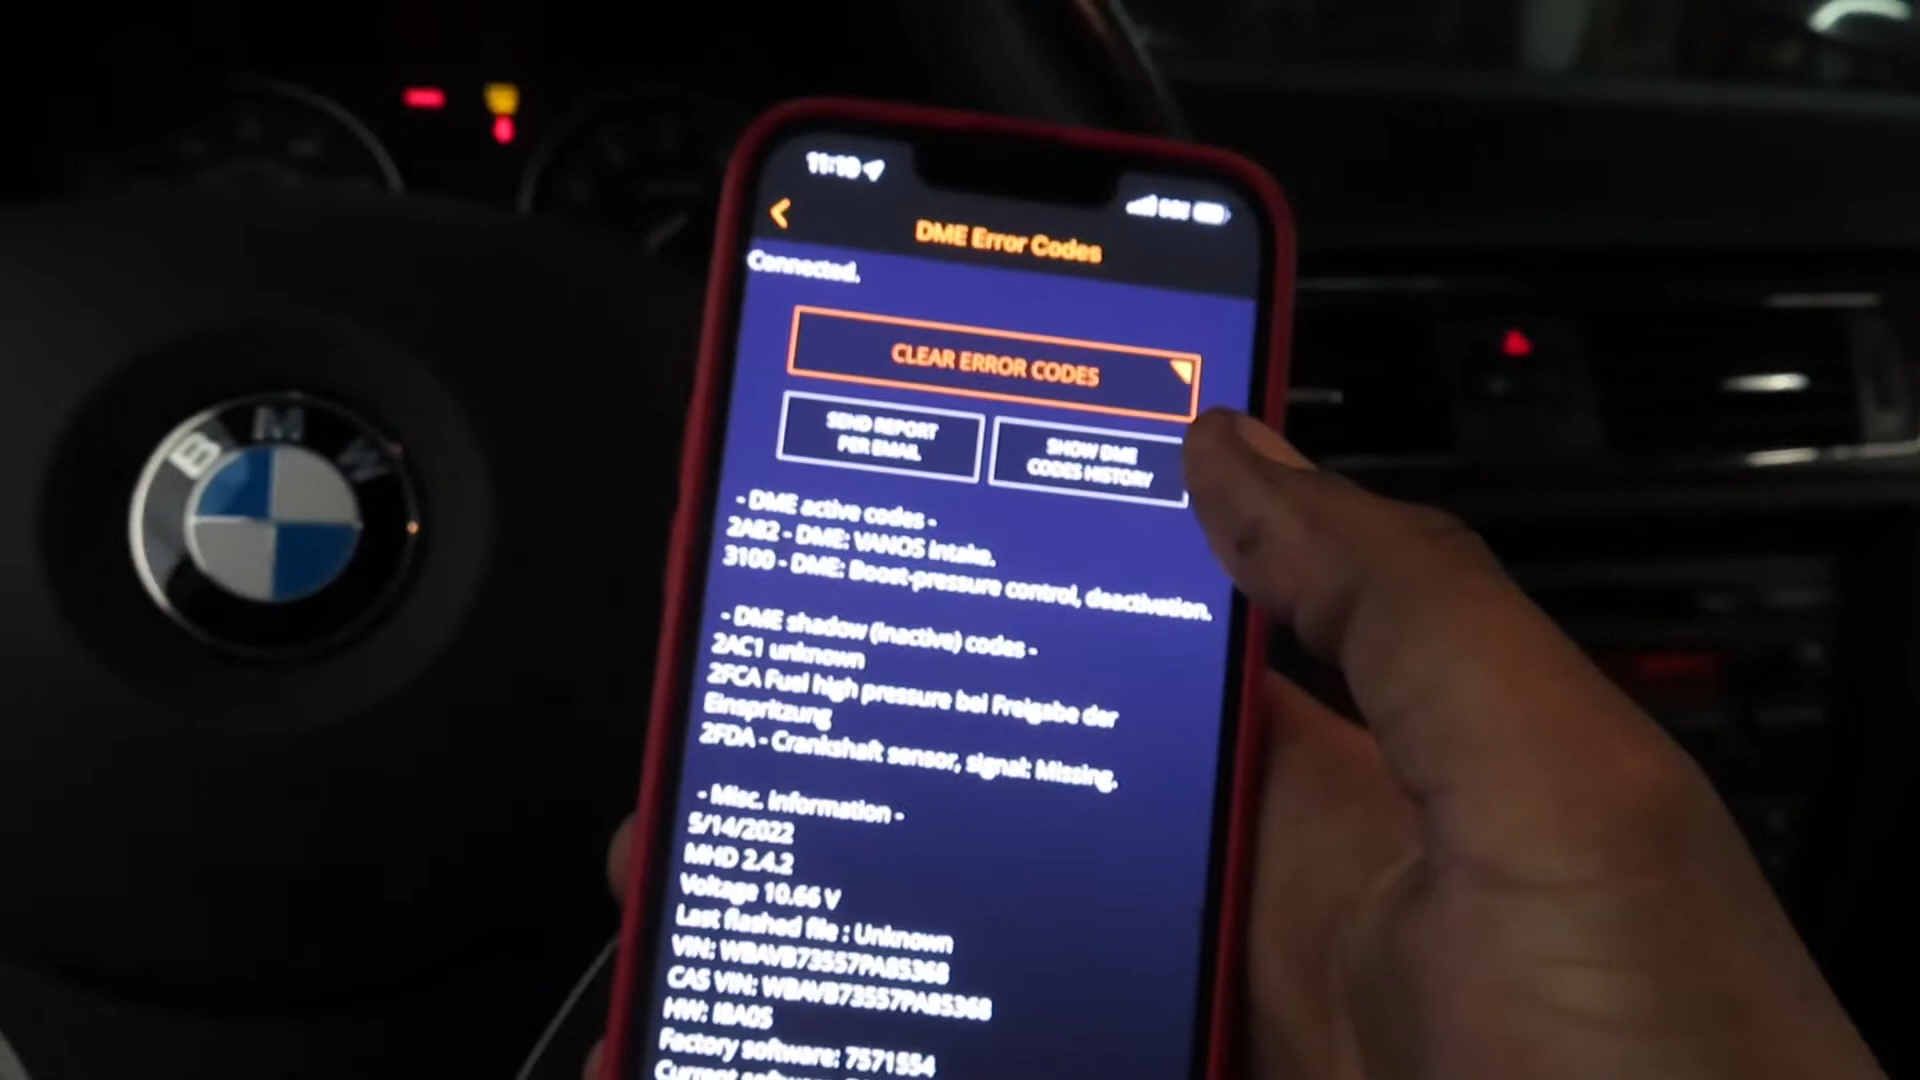 11:10
DME Error Codes
Connected.
CLEAR ERROR CODES
SEND REPORT
PER EMAIL
SHOW DME
CODES HISTORY
- DME active codes -
2AB2 - DME: VANOS intake.
3100 - DME: Boost-pressure control, deactivation.
- DME shadow (inactive) codes -
2AC1 unknown
2FCA Fuel high pressure bei Freigabe der
Einspritzung
2FDA - Crankshaft sensor, signal: Missing.
- Misc. information -
5/14/2022
MHD 2.4.2
Voltage 10.66 V
Last flashed file : Unknown
VIN: WBAVB73557PA85368
CAS VIN: WBAVB73557PA85368
HW: I8A0S
Factory software: 7571554
Current
BMW